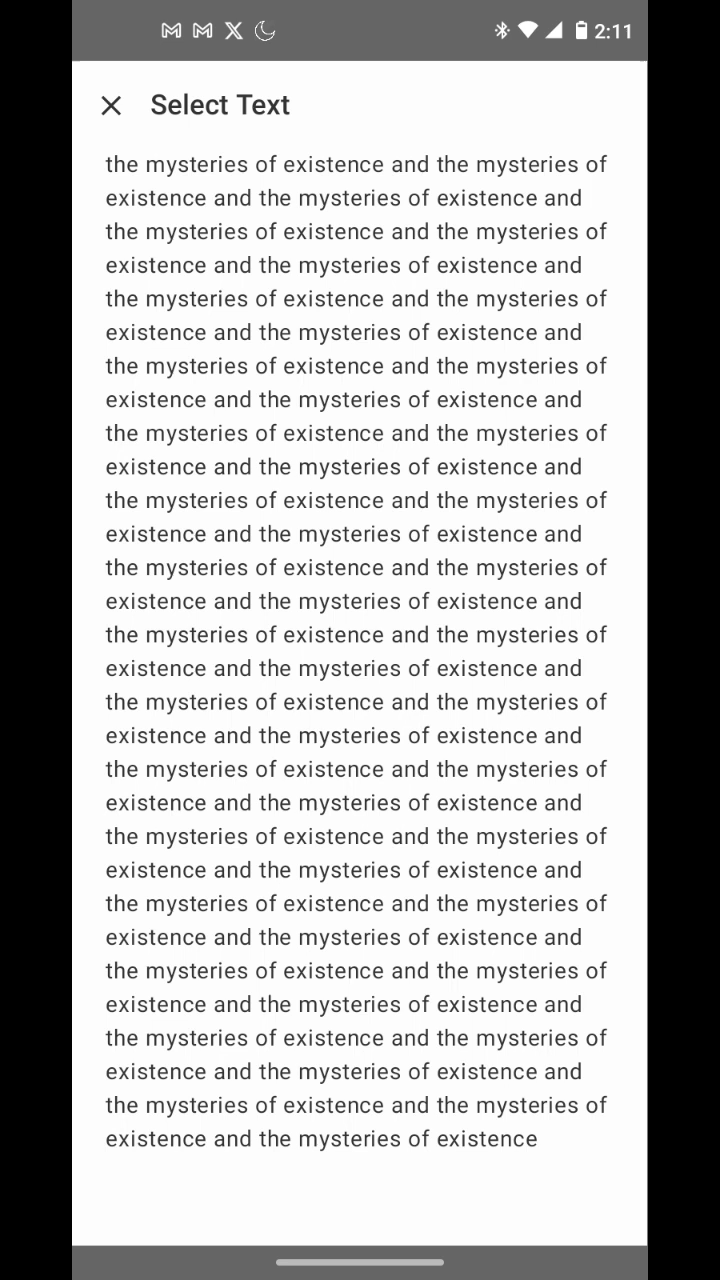 2:11
Select Text
the mysteries of existence and the mysteries of
existence and the mysteries of existence and
the mysteries of existence and the mysteries of
existence and the mysteries of existence and
the mysteries of existence and the mysteries of
existence and the mysteries of existence and
the mysteries of existence and the mysteries of
existence and the mysteries of existence and
the mysteries of existence and the mysteries of
existence and the mysteries of existence and
the mysteries of existence and the mysteries of
existence and the mysteries of existence and
the mysteries of existence and the mysteries of
existence and the mysteries of existence and
the mysteries of existence and the mysteries of
existence and the mysteries of existence and
the mysteries of existence and the mysteries of
existence and the mysteries of existence and
the mysteries of existence and the mysteries of
existence and the mysteries of existence and
the mysteries of existence and the mysteries of
existence and the mysteries of existence and
the mysteries of existence and the mysteries of
existence and the mysteries of existence and
the mysteries of existence and the mysteries of
existence and the mysteries of existence and
the mysteries of existence and the mysteries of
existence and the mysteries of existence and
the mysteries of existence and the mysteries of
existence and the mysteries of existence